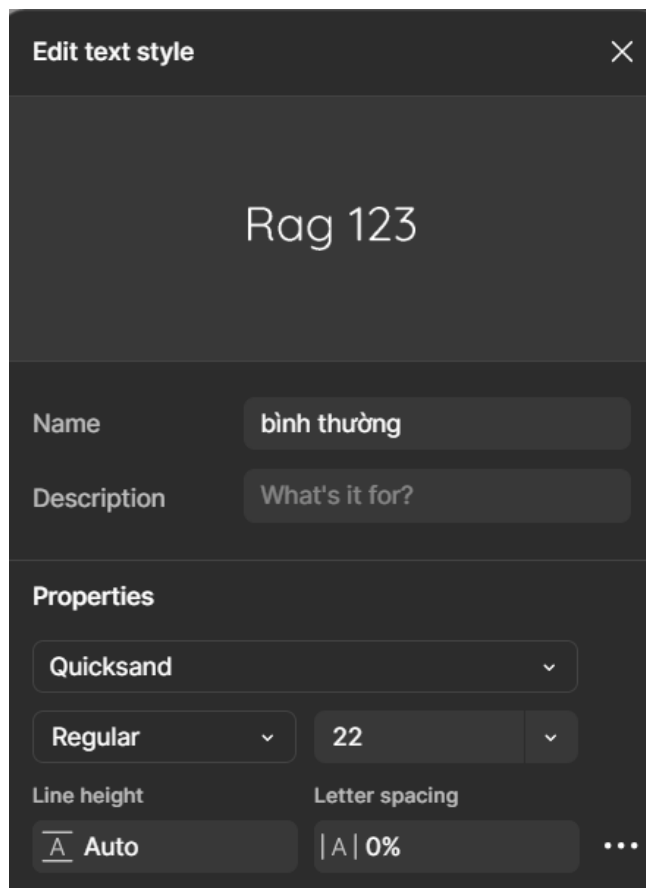 Edit text style
Rag 123
Name bình thường
Description What's it for?
Properties
Quicksand
Regular 22
Line height Letter spacing
A Auto |A| 0% •••